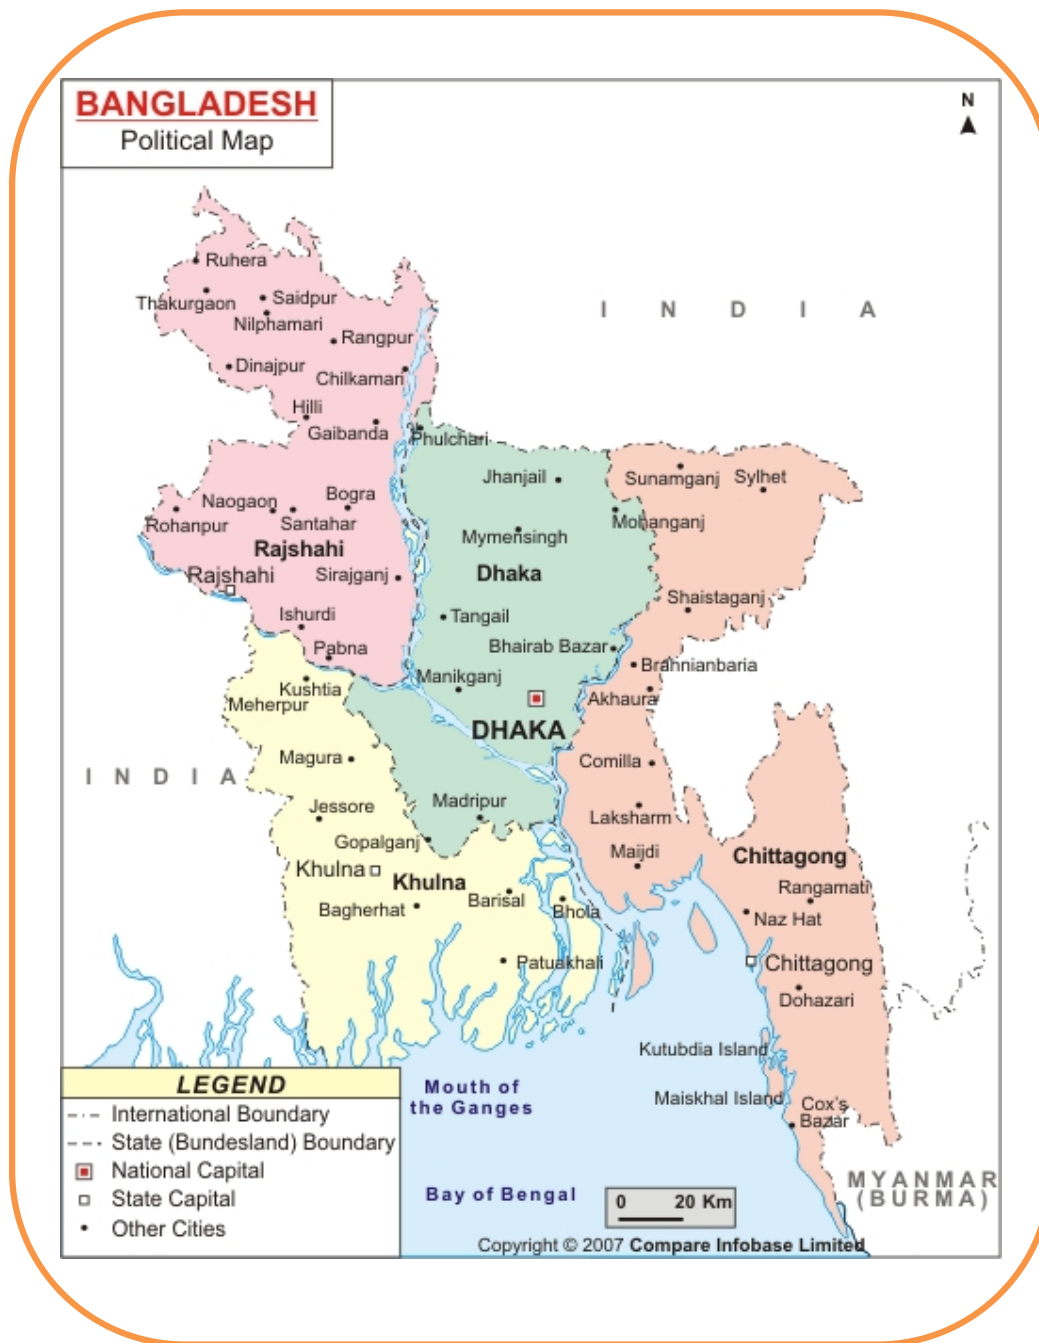 BANGLADESH
Political Map
N
Ruhera
Thakurgaon
Saidpur
Nilphamari
Rangpur
I N D I A
Dinajpur
Chilkamari
Hilli
Gaibanda
Phulchari
Jhanjail
Sunamganj
Sylhet
Naogaon
Bogra
Rohanpur
Santahar
Mohanganj
Mymensingh
Rajshahi
Rajshahi
Sirajganj
Dhaka
Shaistaganj
Ishurdi
Tangail
Pabna
Bhairab Bazar
Brahnianbaria
Kushtia
Manikganj
Meherpur
Akhaura
DHAKA
Magura
Comilla
I N D I A
Jessore
Madripur
Laksharm
Gopalganj
Maijdi
Chittagong
Khulna
Khulna
Rangamati
Bagherhat
Barisal
Bhola
Naz Hat
Patuakhali
Chittagong
Dohazari
Kutubdia Island
Maiskhal Island
Cox's
Bazar
Mouth of
the Ganges
MYANMAR
(BURMA)
Bay of Bengal
0 20 Km
LEGEND
International Boundary
State (Bundesland) Boundary
National Capital
State Capital
Other Cities
Copyright © 2007 Compare Infobase Limited